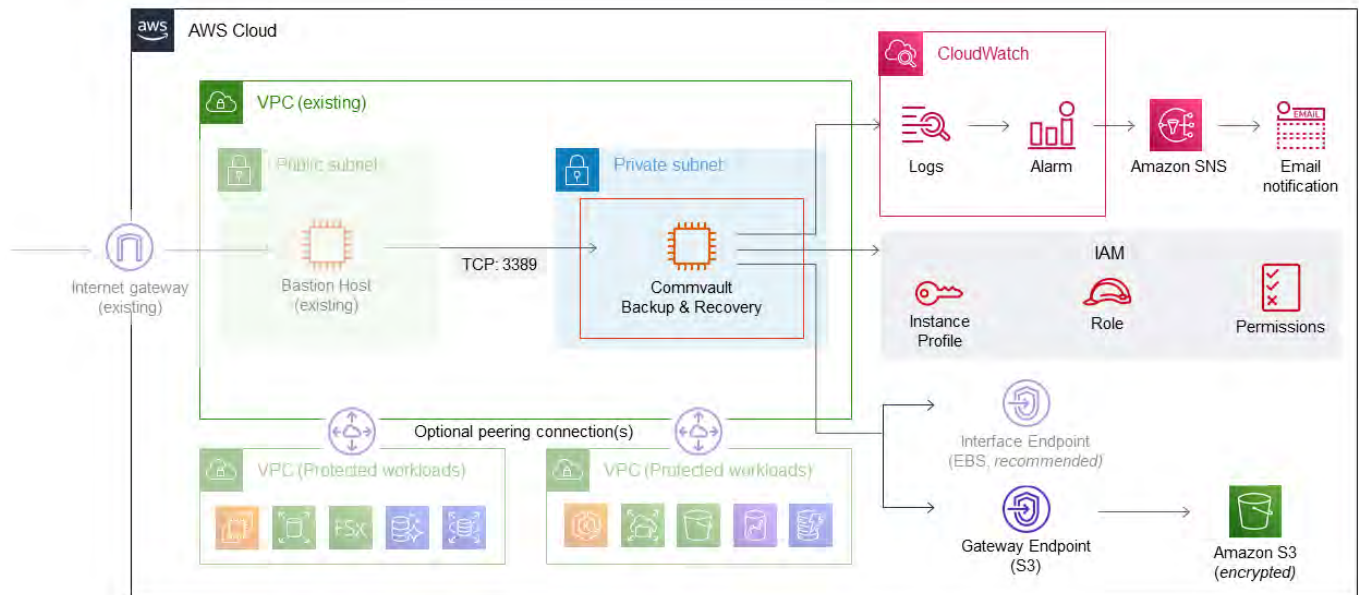 aws
AWS Cloud
VPC (existing)
Public subnet
Private subnet
Internet gateway
(existing)
Bastion Host
(existing)
TCP: 3389
Commvault
Backup & Recovery
CloudWatch
Logs
Alarm
Amazon SNS
EMAIL
Email
notification
IAM
Instance
Profile
Role
Permissions
Optional peering connection(s)
VPC (Protected workloads)
FSx
VPC (Protected workloads)
Interface Endpoint
(EBS, recommended)
Gateway Endpoint
(S3)
Amazon S3
(encrypted)